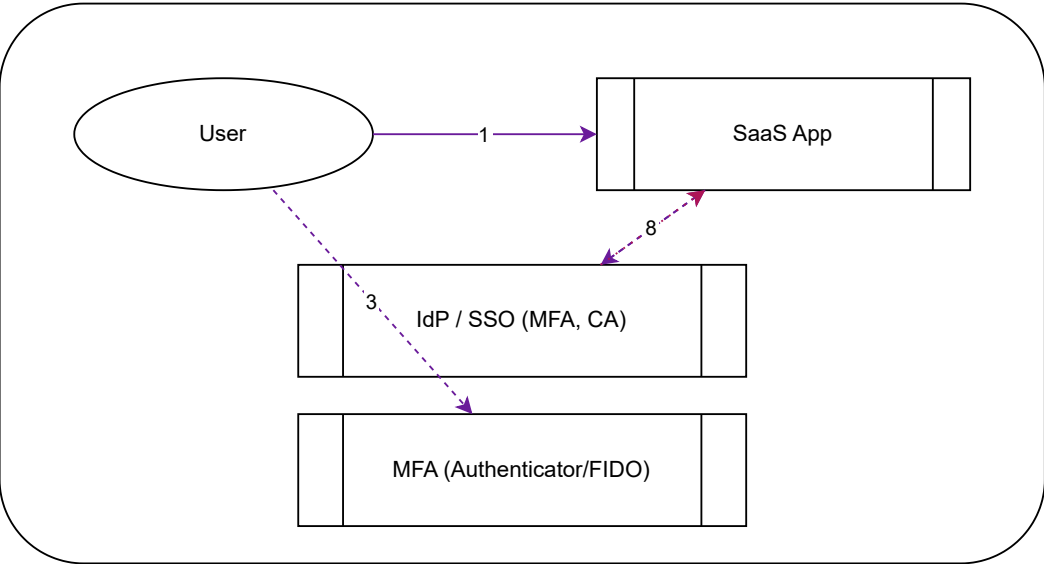 User
1
SaaS App
8
3
IdP / SSO (MFA, CA)
MFA (Authenticator/FIDO)